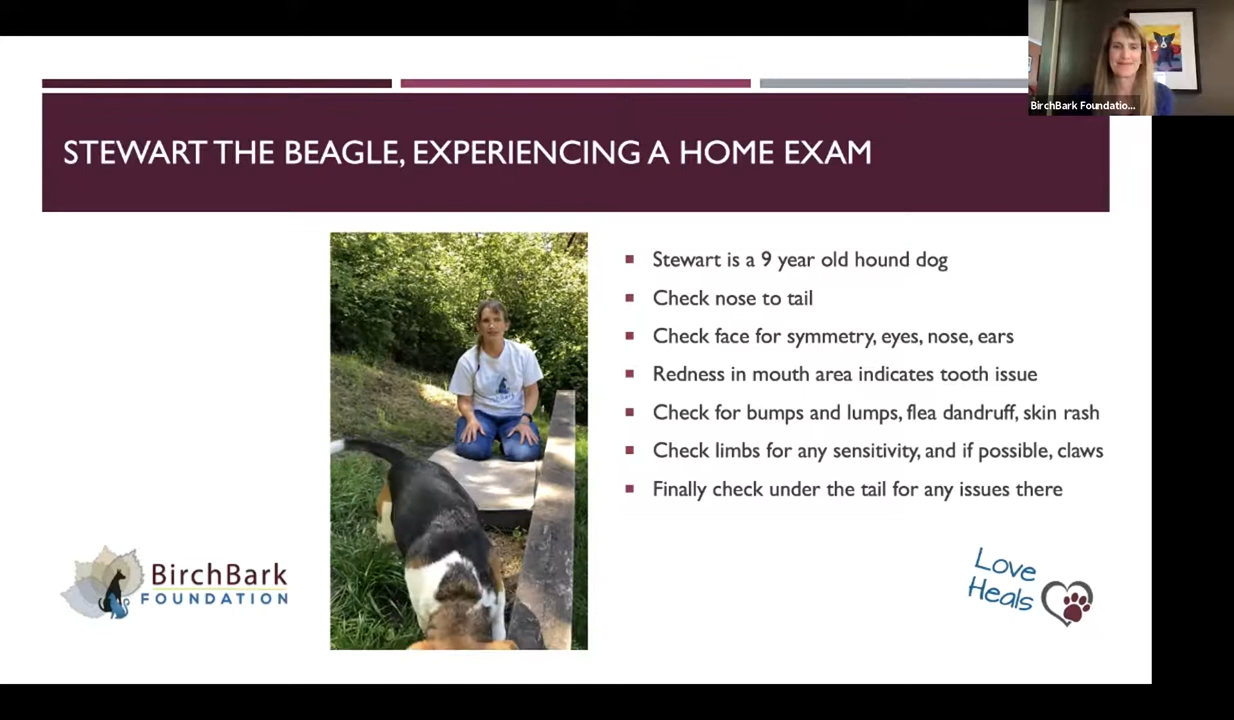 BirchBark Foundatio...
STEWART THE BEAGLE, EXPERIENCING A HOME EXAM
Stewart is a 9 year old hound dog
Check nose to tail
Check face for symmetry, eyes, nose, ears
Redness in mouth area indicates tooth issue
Check for bumps and lumps, flea dandruff, skin rash
Check limbs for any sensitivity, and if possible, claws
Finally check under the tail for any issues there
BirchBark
FOUNDATION
Love
Heals